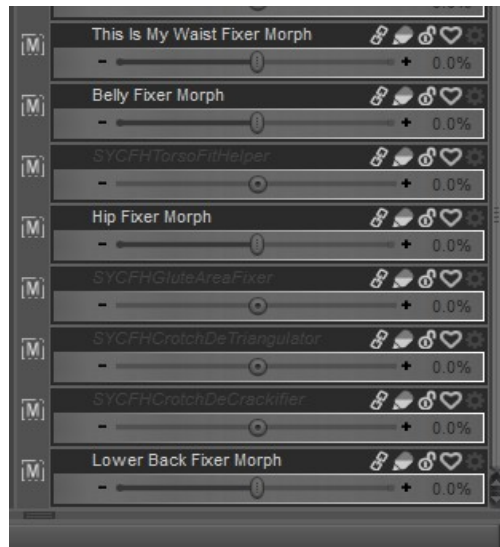 [M] This Is My Waist Fixer Morph
- + 0.0%
[M] Belly Fixer Morph
- + 0.0%
[M] SYCFHTorsoFitHelper
- + 0.0%
[M] Hip Fixer Morph
- + 0.0%
[M] SYCFHGluteAreaFixer
- + 0.0%
[M] SYCFHCrotchDeTriangulator
- + 0.0%
[M] SYCFHCrotchDeCrackifier
- + 0.0%
[M] Lower Back Fixer Morph
- + 0.0%